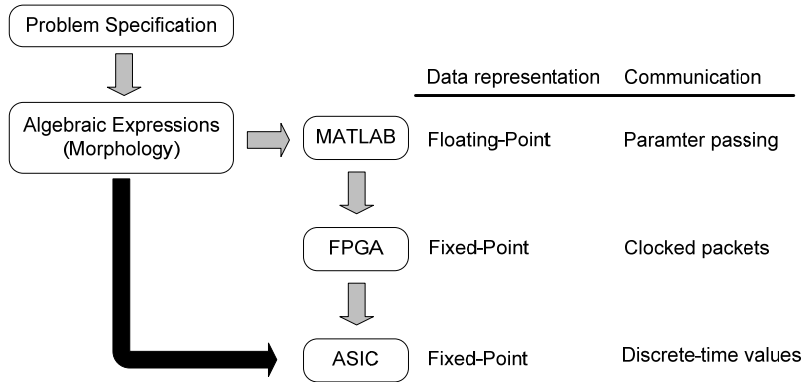 Problem Specification
Data representation Communication
Algebraic Expressions
(Morphology)
MATLAB Floating-Point Paramter passing
FPGA Fixed-Point Clocked packets
ASIC Fixed-Point Discrete-time values